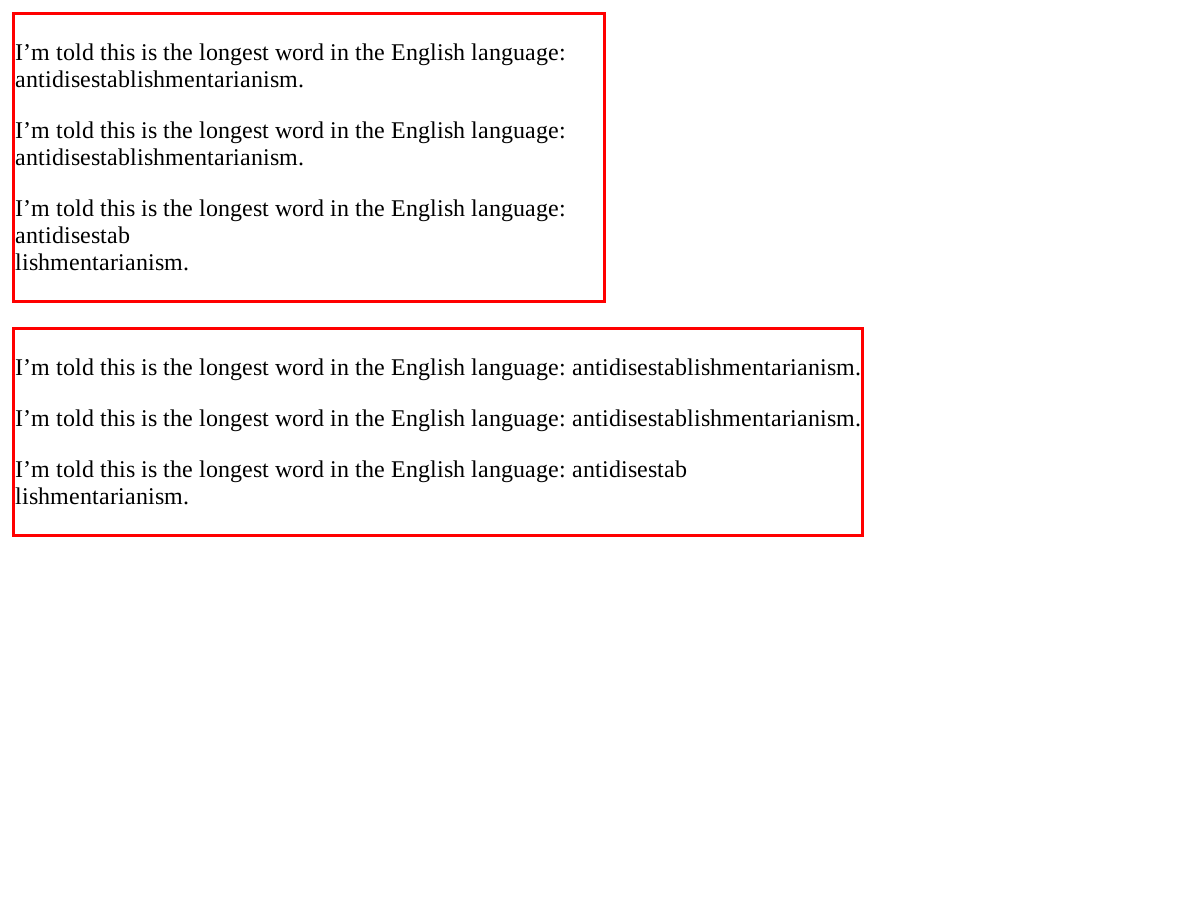 I’m told this is the longest word in the English language:
antidisestablishmentarianism.
I’m told this is the longest word in the English language:
antidisestablishmentarianism.
I’m told this is the longest word in the English language:
antidisestab
lishmentarianism.
I’m told this is the longest word in the English language: antidisestablishmentarianism.
I’m told this is the longest word in the English language: antidisestablishmentarianism.
I’m told this is the longest word in the English language: antidisestab
lishmentarianism.